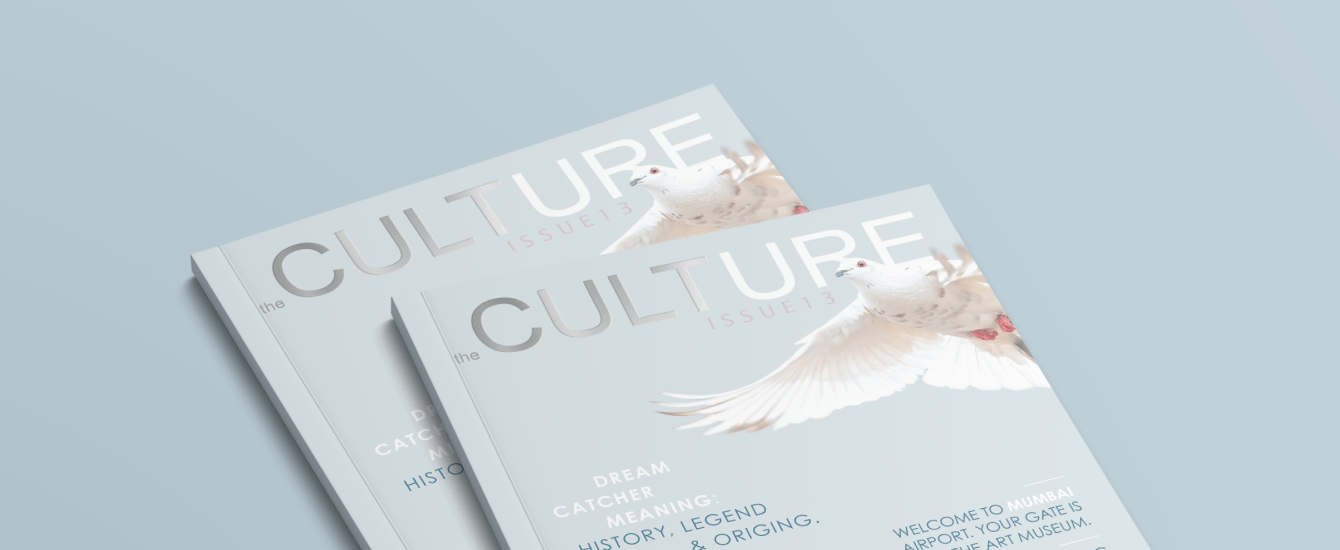 the CULTURE
ISSUE13
DREAM
CATCHER
MEANING:
HISTORY, LEGEND
& ORIGING.
WELCOME TO MUMBAI
AIRPORT. YOUR GATE IS
THE ART MUSEUM.
the CULTURE
ISSUE13
CATCH
HISTO